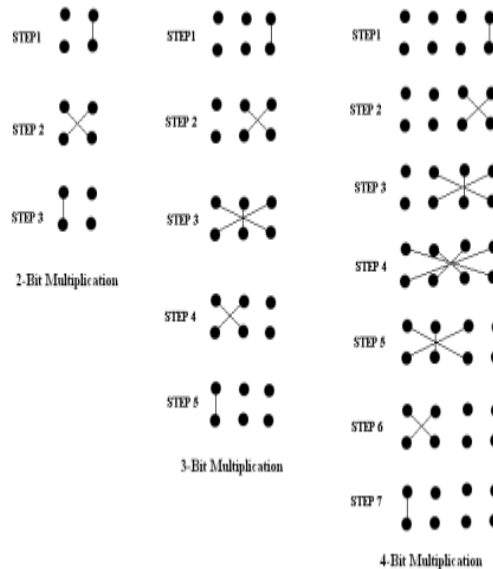 STEP1
STEP 2
STEP 3
2-Bit Multiplication
STEP1
STEP 2
STEP 3
STEP 4
STEP 5
3-Bit Multiplication
STEP1
STEP 2
STEP 3
STEP 4
STEP 5
STEP 6
STEP 7
4-Bit Multiplication